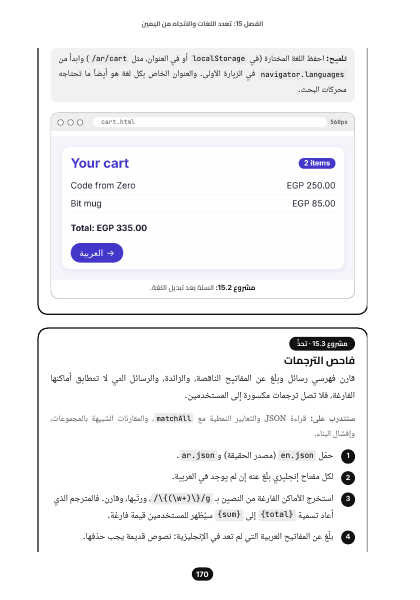 الفصل 15: تعدد اللغات والاتجاه من اليمين
تلميح: احفظ اللغة المختارة (في localStorage أو في العنوان، مثل /ar/cart) وابدأ من
navigator.languages في الزيارة الأولى. والعنوان الخاص بكل لغة هو أيضاً ما تحتاجه
محركات البحث.
cart.html
560px
Your cart
2 items
Code from Zero
EGP 250.00
Bit mug
EGP 85.00
Total: EGP 335.00
العربية →
مشروع 15.2: السلة بعد تبديل اللغة.
مشروع 15.3 · تحدٍّ
فاحص الترجمات
قارن فهرسي رسائل وبلّغ عن المفاتيح الناقصة، والزائدة، والرسائل التي لا تتطابق أماكنها
الفارغة، فلا تصل ترجمات مكسورة إلى المستخدمين.
ستتدرب على: قراءة JSON، والتعابير النمطية مع matchAll، والمقارنات الشبيهة بالمجموعات،
وإفشال البناء.
1 حمّل en.json (مصدر الحقيقة) و ar.json.
2 لكل مفتاح إنجليزي بلّغ عنه إن لم يوجد في العربية.
3 استخرج الأماكن الفارغة من النصين بـ /\{(\w+)\}/g، ورتّبها، وقارن. فالمترجم الذي
أعاد تسمية {total} إلى {sum} سيُظهر للمستخدمين قيمة فارغة.
4 بلّغ عن المفاتيح العربية التي لم تعد في الإنجليزية: نصوص قديمة يجب حذفها.
170